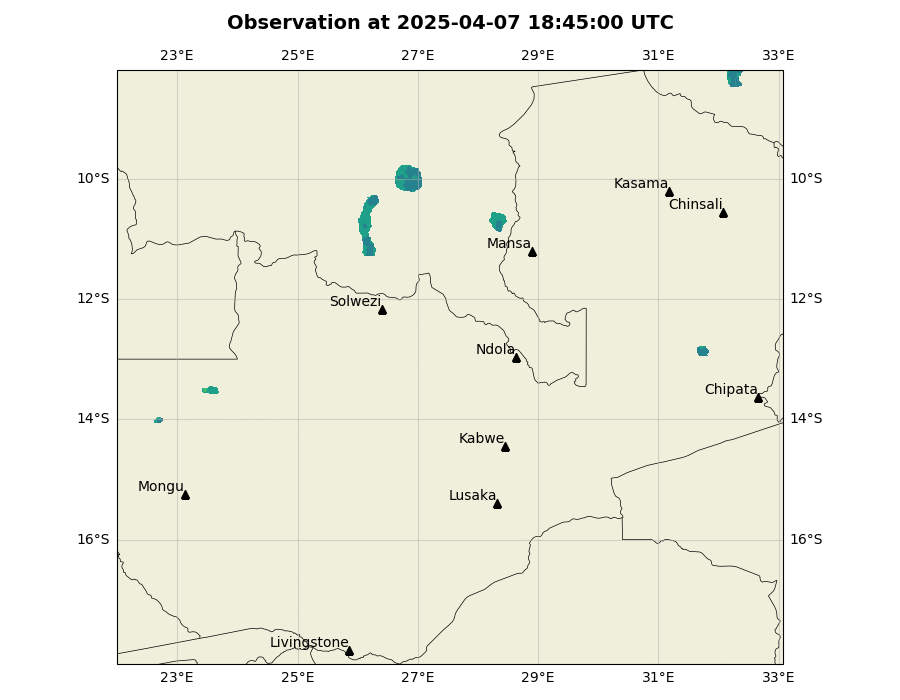 Observation at 2025-04-07 18:45:00 UTC
23°E 25°E 27°E 29°E 31°E 33°E
10°S 10°S
Kasama
Chinsali
Mansa
12°S 12°S
Solwezi
Ndola
Chipata
14°S 14°S
Kabwe
Mongu
Lusaka
16°S 16°S
Livingstone
23°E 25°E 27°E 29°E 31°E 33°E